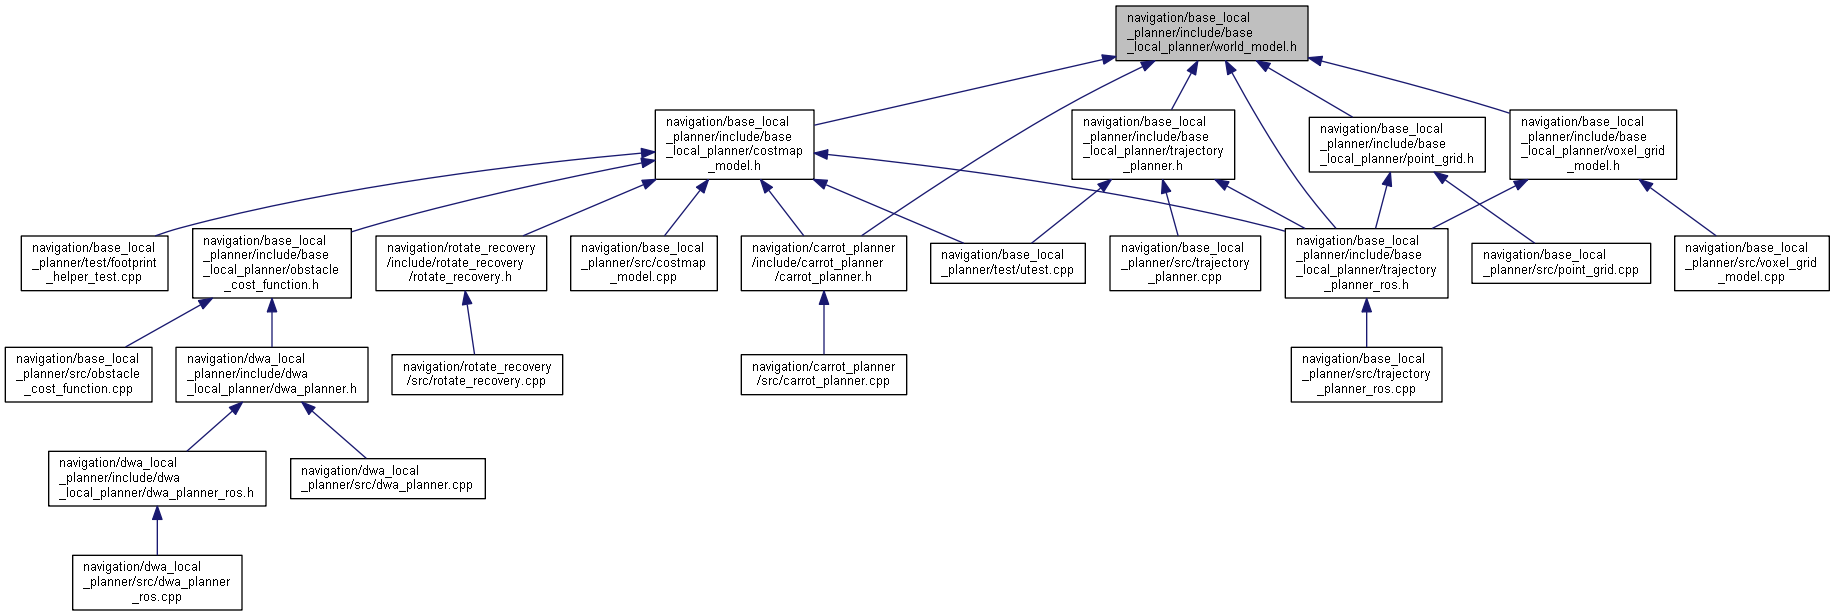 navigation/base_local
_planner/include/base
_local_planner/world_model.h
navigation/base_local
_planner/include/base
_local_planner/costmap
_model.h
navigation/base_local
_planner/include/base
_local_planner/trajectory
_planner.h
navigation/base_local
_planner/include/base
_local_planner/point_grid.h
navigation/base_local
_planner/include/base
_local_planner/voxel_grid
_model.h
navigation/base_local
_planner/test/footprint
_helper_test.cpp
navigation/base_local
_planner/include/base
_local_planner/obstacle
_cost_function.h
navigation/rotate_recovery
/include/rotate_recovery
/rotate_recovery.h
navigation/base_local
_planner/src/costmap
_model.cpp
navigation/carrot_planner
/include/carrot_planner
/carrot_planner.h
navigation/base_local
_planner/test/utest.cpp
navigation/base_local
_planner/src/trajectory
_planner.cpp
navigation/base_local
_planner/include/base
_local_planner/trajectory
_planner_ros.h
navigation/base_local
_planner/src/point_grid.cpp
navigation/base_local
_planner/src/voxel_grid
_model.cpp
navigation/base_local
_planner/src/obstacle
_cost_function.cpp
navigation/dwa_local
_planner/include/dwa
_local_planner/dwa_planner.h
navigation/rotate_recovery
/src/rotate_recovery.cpp
navigation/carrot_planner
/src/carrot_planner.cpp
navigation/base_local
_planner/src/trajectory
_planner_ros.cpp
navigation/dwa_local
_planner/include/dwa
_local_planner/dwa_planner_ros.h
navigation/dwa_local
_planner/src/dwa_planner.cpp
navigation/dwa_local
_planner/src/dwa_planner
_ros.cpp